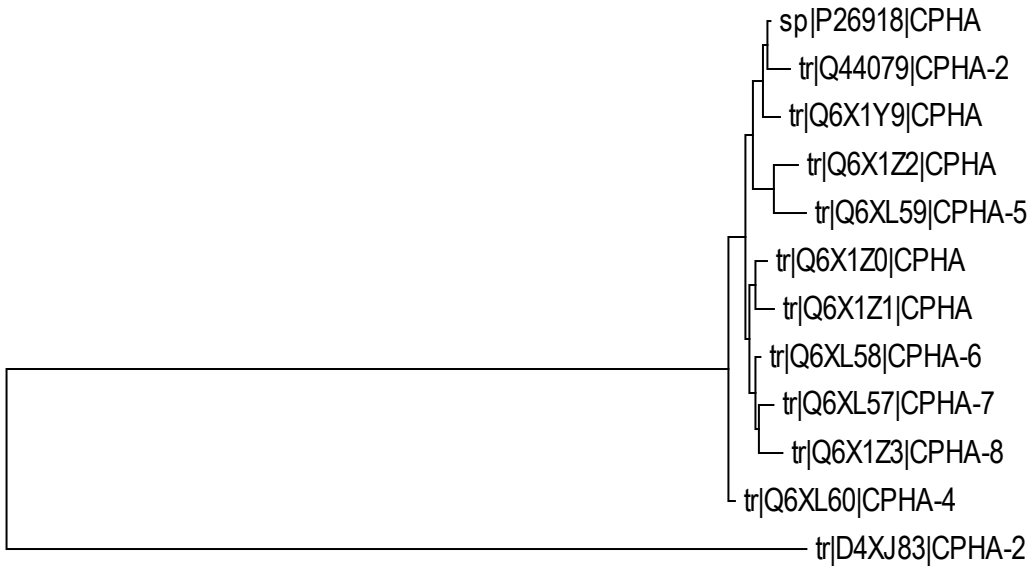 sp|P26918|CPHA
tr|Q44079|CPHA-2
tr|Q6X1Y9|CPHA
tr|Q6X1Z2|CPHA
tr|Q6XL59|CPHA-5
tr|Q6X1Z0|CPHA
tr|Q6X1Z1|CPHA
tr|Q6XL58|CPHA-6
tr|Q6XL57|CPHA-7
tr|Q6X1Z3|CPHA-8
tr|Q6XL60|CPHA-4
tr|D4XJ83|CPHA-2